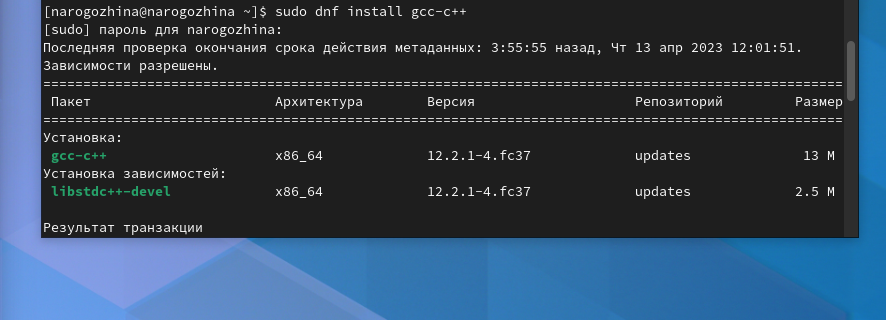 [narogozhina@narogozhina ~]$ sudo dnf install gcc-c++
[sudo] пароль для narogozhina:
Последняя проверка окончания срока действия метаданных: 3:55:55 назад, Чт 13 апр 2023 12:01:51.
Зависимости разрешены.
================================================================================
Пакет Архитектура Версия Репозиторий Размер
================================================================================
Установка:
gcc-c++ x86_64 12.2.1-4.fc37 updates 13 M
Установка зависимостей:
libstdc++-devel x86_64 12.2.1-4.fc37 updates 2.5 M
Результат транзакции